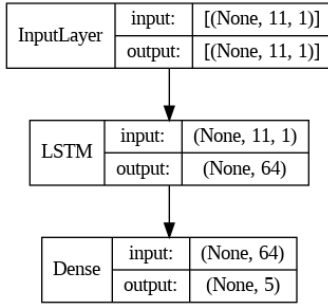 InputLayer input: [(None, 11, 1)]
output: [(None, 11, 1)]
LSTM input: (None, 11, 1)
output: (None, 64)
Dense input: (None, 64)
output: (None, 5)